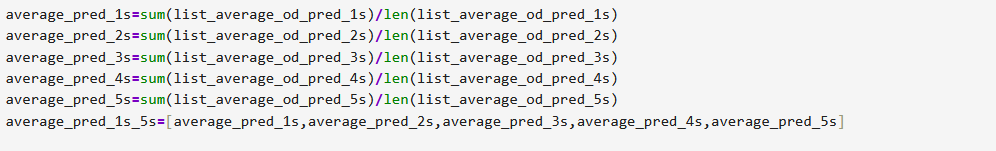 average_pred_1s=sum(list_average_od_pred_1s)/len(list_average_od_pred_1s)
average_pred_2s=sum(list_average_od_pred_2s)/len(list_average_od_pred_2s)
average_pred_3s=sum(list_average_od_pred_3s)/len(list_average_od_pred_3s)
average_pred_4s=sum(list_average_od_pred_4s)/len(list_average_od_pred_4s)
average_pred_5s=sum(list_average_od_pred_5s)/len(list_average_od_pred_5s)
average_pred_1s_5s=[average_pred_1s,average_pred_2s,average_pred_3s,average_pred_4s,average_pred_5s]